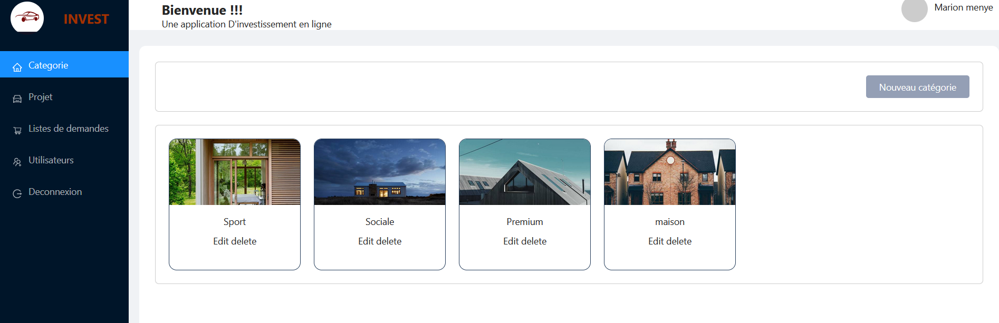 INVEST
Bienvenue !!!
Une application D'investissement en ligne
Marion menye
Categorie
Projet
Listes de demandes
Utilisateurs
Deconnexion
Nouveau catégorie
Sport
Edit delete
Sociale
Edit delete
Premium
Edit delete
maison
Edit delete